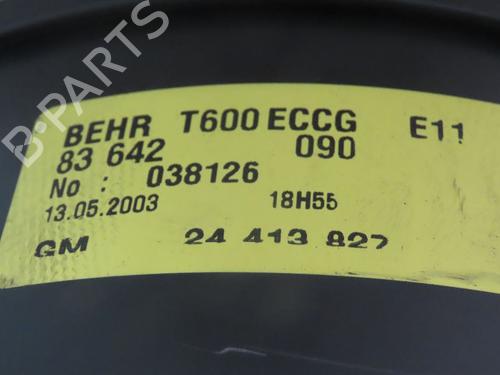 B-PARTS
BEHR T600 ECCG E11
83 642 090
No : 038126
13.05.2003 18H55
GM 24 413 827